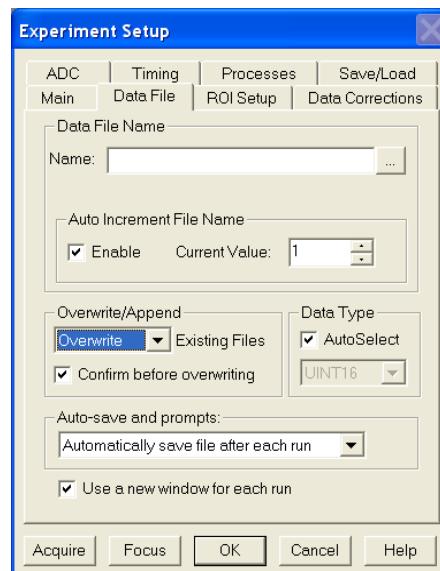 Experiment Setup
ADC Timing Processes Save/Load
Main Data File ROI Setup Data Corrections
Data File Name
Name: ...
Auto Increment File Name
Enable Current Value: 1
Overwrite/Append Data Type
Overwrite Existing Files AutoSelect
Confirm before overwriting UINT16
Auto-save and prompts:
Automatically save file after each run
Use a new window for each run
Acquire Focus OK Cancel Help